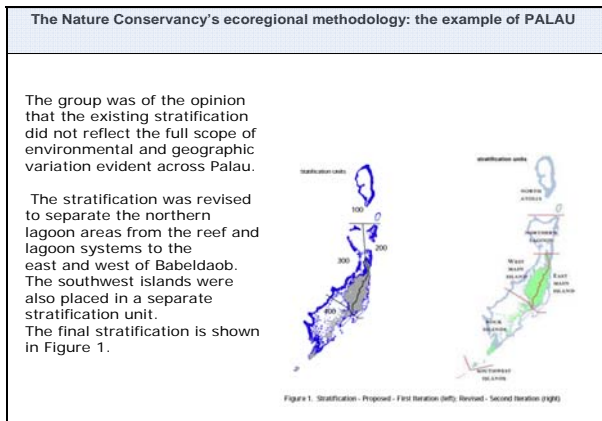 The Nature Conservancy's ecoregional methodology: the example of PALAU
The group was of the opinion
that the existing stratification
did not reflect the full scope of
environmental and geographic
variation evident across Palau.
The stratification was revised
to separate the northern
lagoon areas from the reef and
lagoon systems to the
east and west of Babeldaob.
The southwest islands were
also placed in a separate
stratification unit.
The final stratification is shown
in Figure 1.
stratification units
100
200
300
400
stratification units
NORTH
ATOLLS
NORTHERN
LAGOON
WEST
MAIN
ISLAND
EAST
MAIN
ISLAND
ROCK
ISLANDS
SOUTHWEST
ISLANDS
Figure 1. Stratification - Proposed - First Iteration (left); Revised - Second Iteration (right)